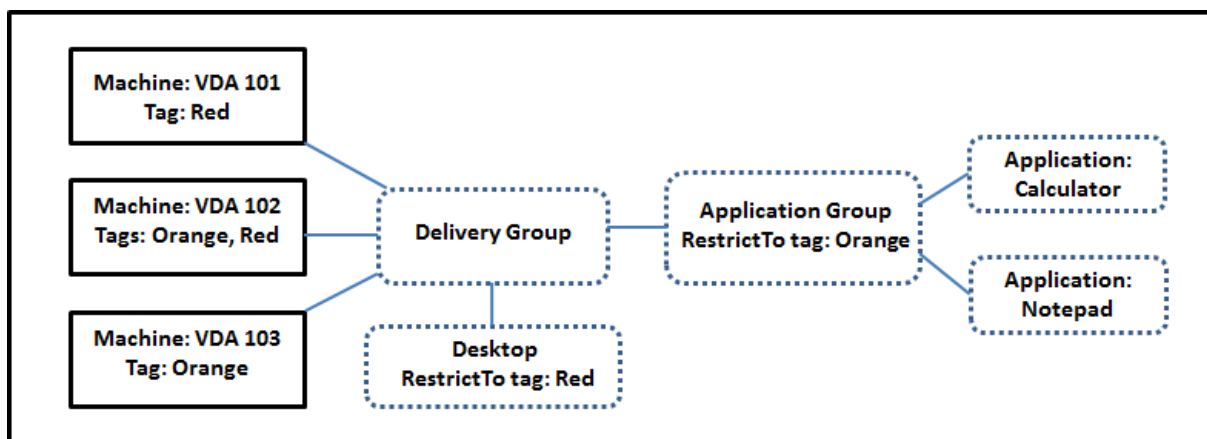 Machine: VDA 101
Tag: Red
Machine: VDA 102
Tags: Orange, Red
Machine: VDA 103
Tag: Orange
Delivery Group
Desktop
RestrictTo tag: Red
Application Group
RestrictTo tag: Orange
Application:
Calculator
Application:
Notepad